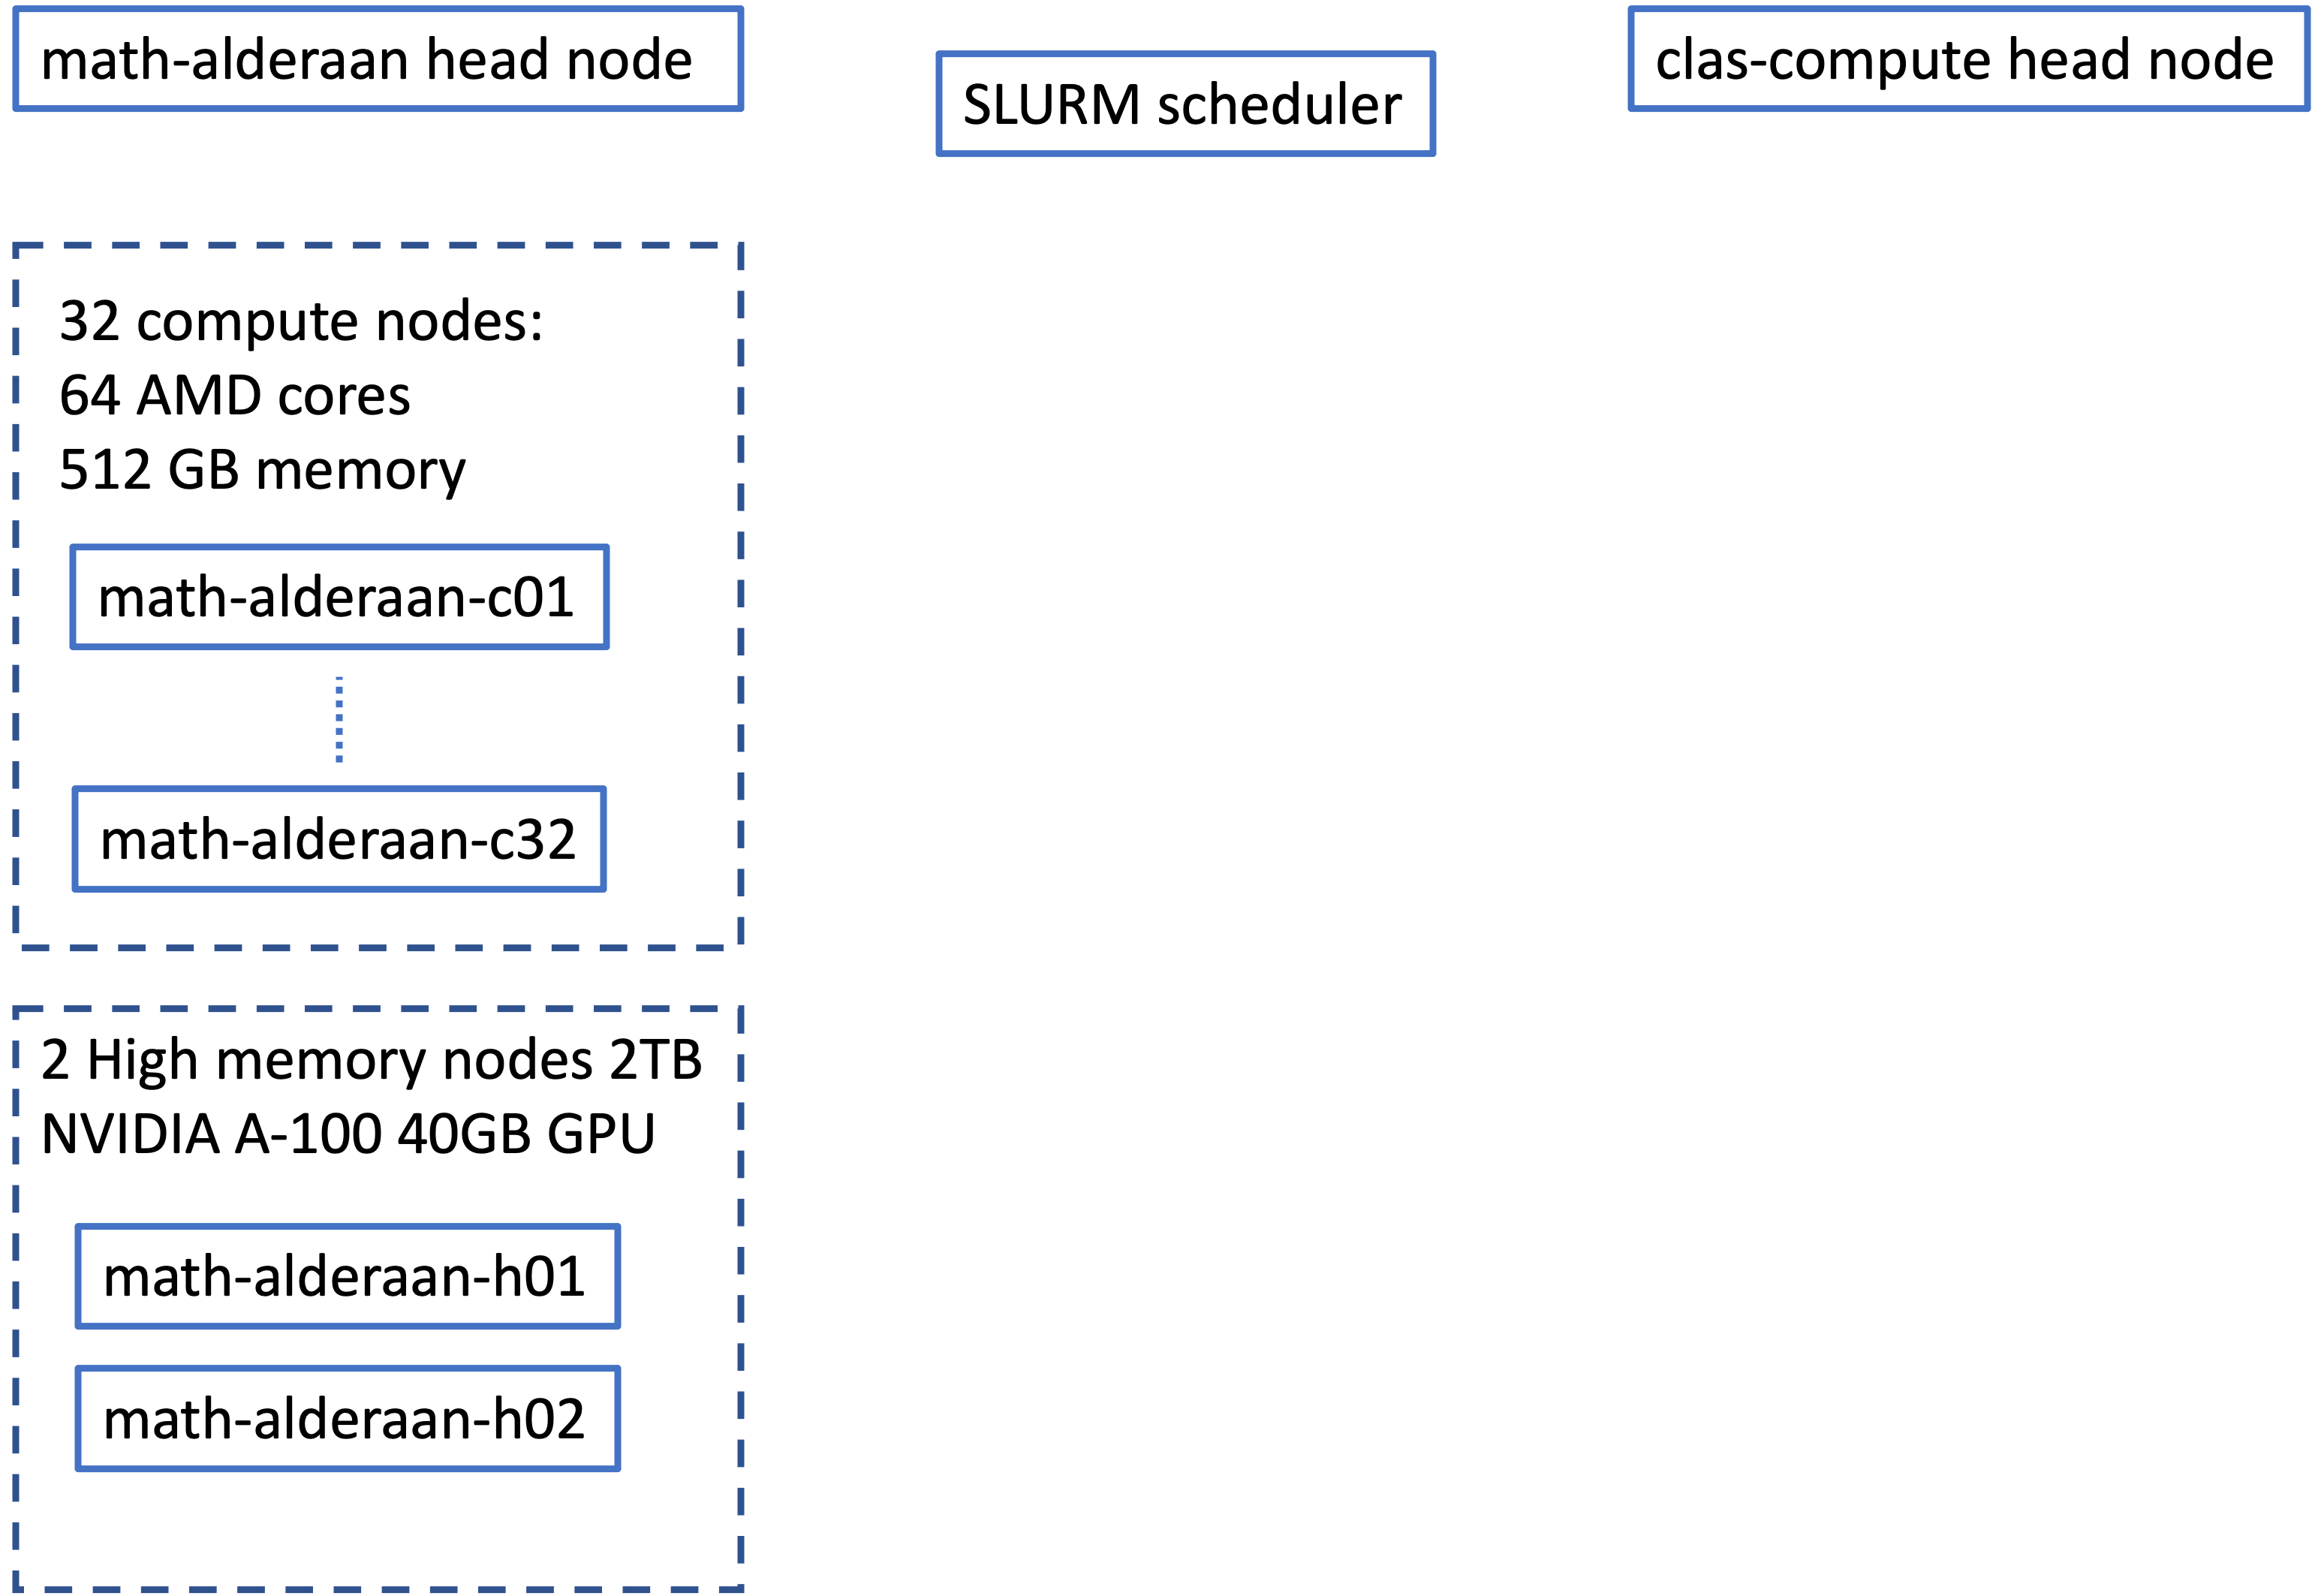 math-alderaan head node
SLURM scheduler
clas-compute head node
32 compute nodes:
64 AMD cores
512 GB memory
math-alderaan-c01
math-alderaan-c32
2 High memory nodes 2TB
NVIDIA A-100 40GB GPU
math-alderaan-h01
math-alderaan-h02